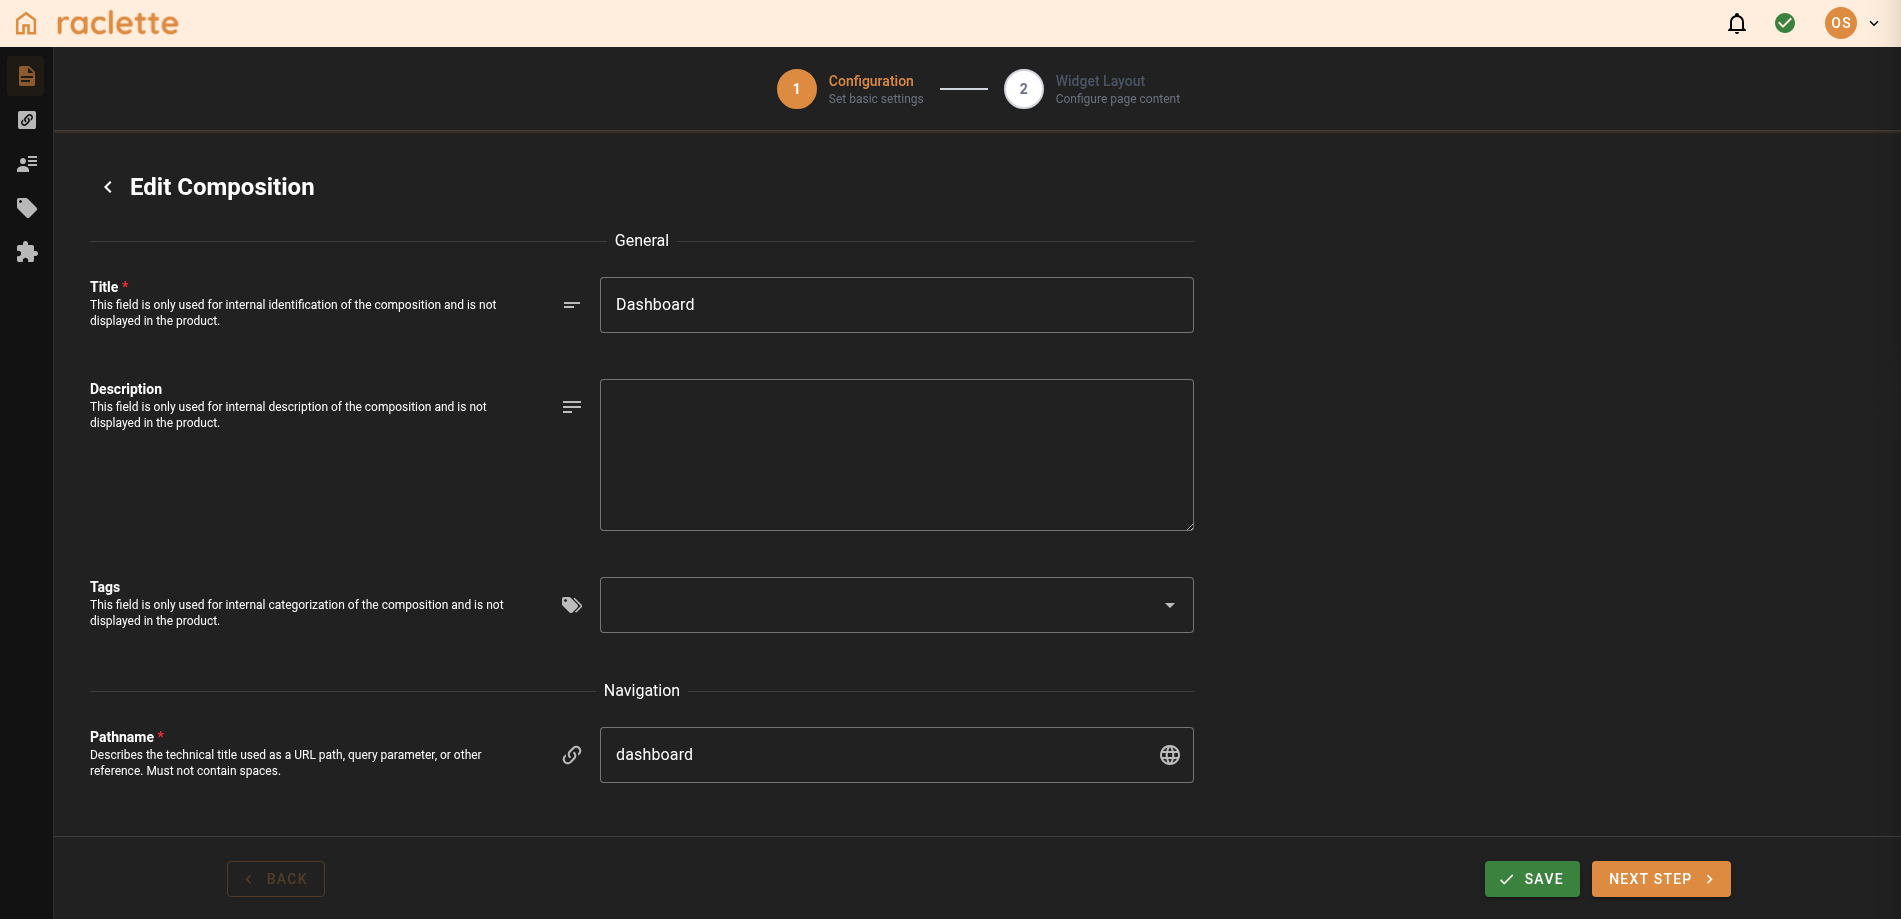 raclette
OS
1
Configuration
Set basic settings
2
Widget Layout
Configure page content
Edit Composition
General
Title *
This field is only used for internal identification of the composition and is not
displayed in the product.
Dashboard
Description
This field is only used for internal description of the composition and is not
displayed in the product.
Tags
This field is only used for internal categorization of the composition and is not
displayed in the product.
Navigation
Pathname *
Describes the technical title used as a URL path, query parameter, or other
reference. Must not contain spaces.
dashboard
BACK
SAVE
NEXT STEP